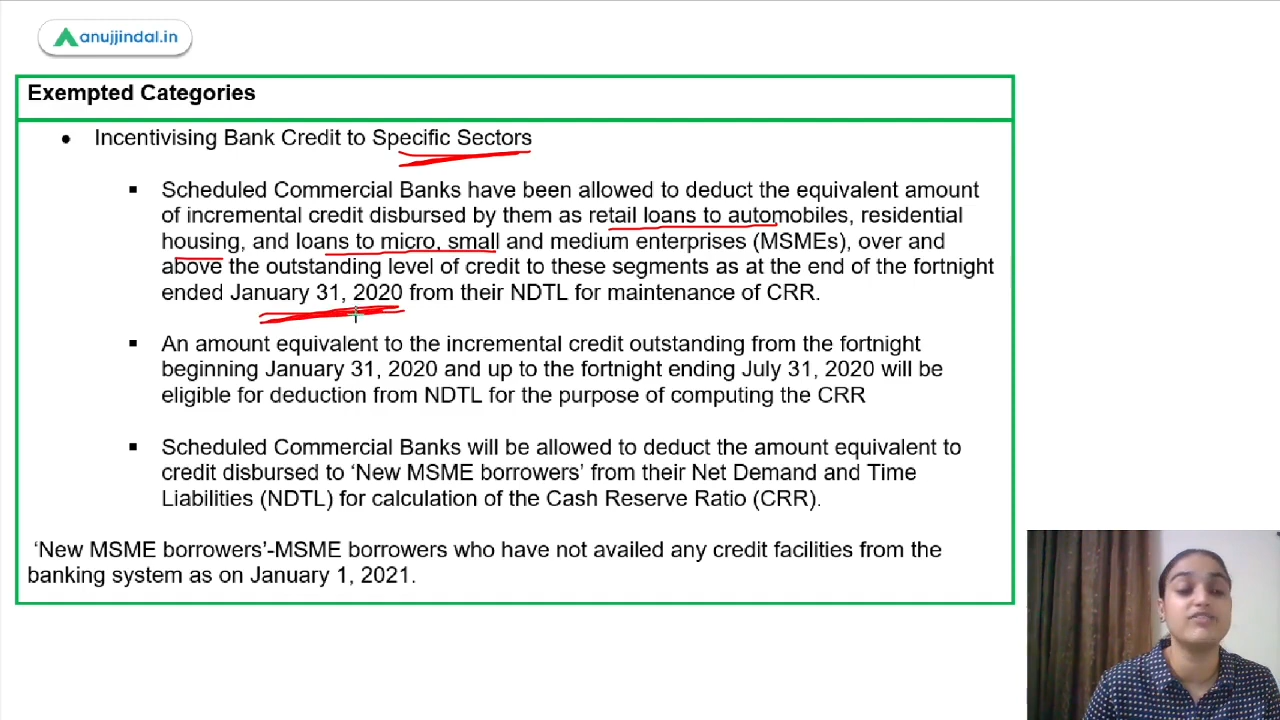 anujjindal.in
Exempted Categories
• Incentivising Bank Credit to Specific Sectors
▪ Scheduled Commercial Banks have been allowed to deduct the equivalent amount
of incremental credit disbursed by them as retail loans to automobiles, residential
housing, and loans to micro, small and medium enterprises (MSMEs), over and
above the outstanding level of credit to these segments as at the end of the fortnight
ended January 31, 2020 from their NDTL for maintenance of CRR.
▪ An amount equivalent to the incremental credit outstanding from the fortnight
beginning January 31, 2020 and up to the fortnight ending July 31, 2020 will be
eligible for deduction from NDTL for the purpose of computing the CRR
▪ Scheduled Commercial Banks will be allowed to deduct the amount equivalent to
credit disbursed to ‘New MSME borrowers’ from their Net Demand and Time
Liabilities (NDTL) for calculation of the Cash Reserve Ratio (CRR).
‘New MSME borrowers’-MSME borrowers who have not availed any credit facilities from the
banking system as on January 1, 2021.